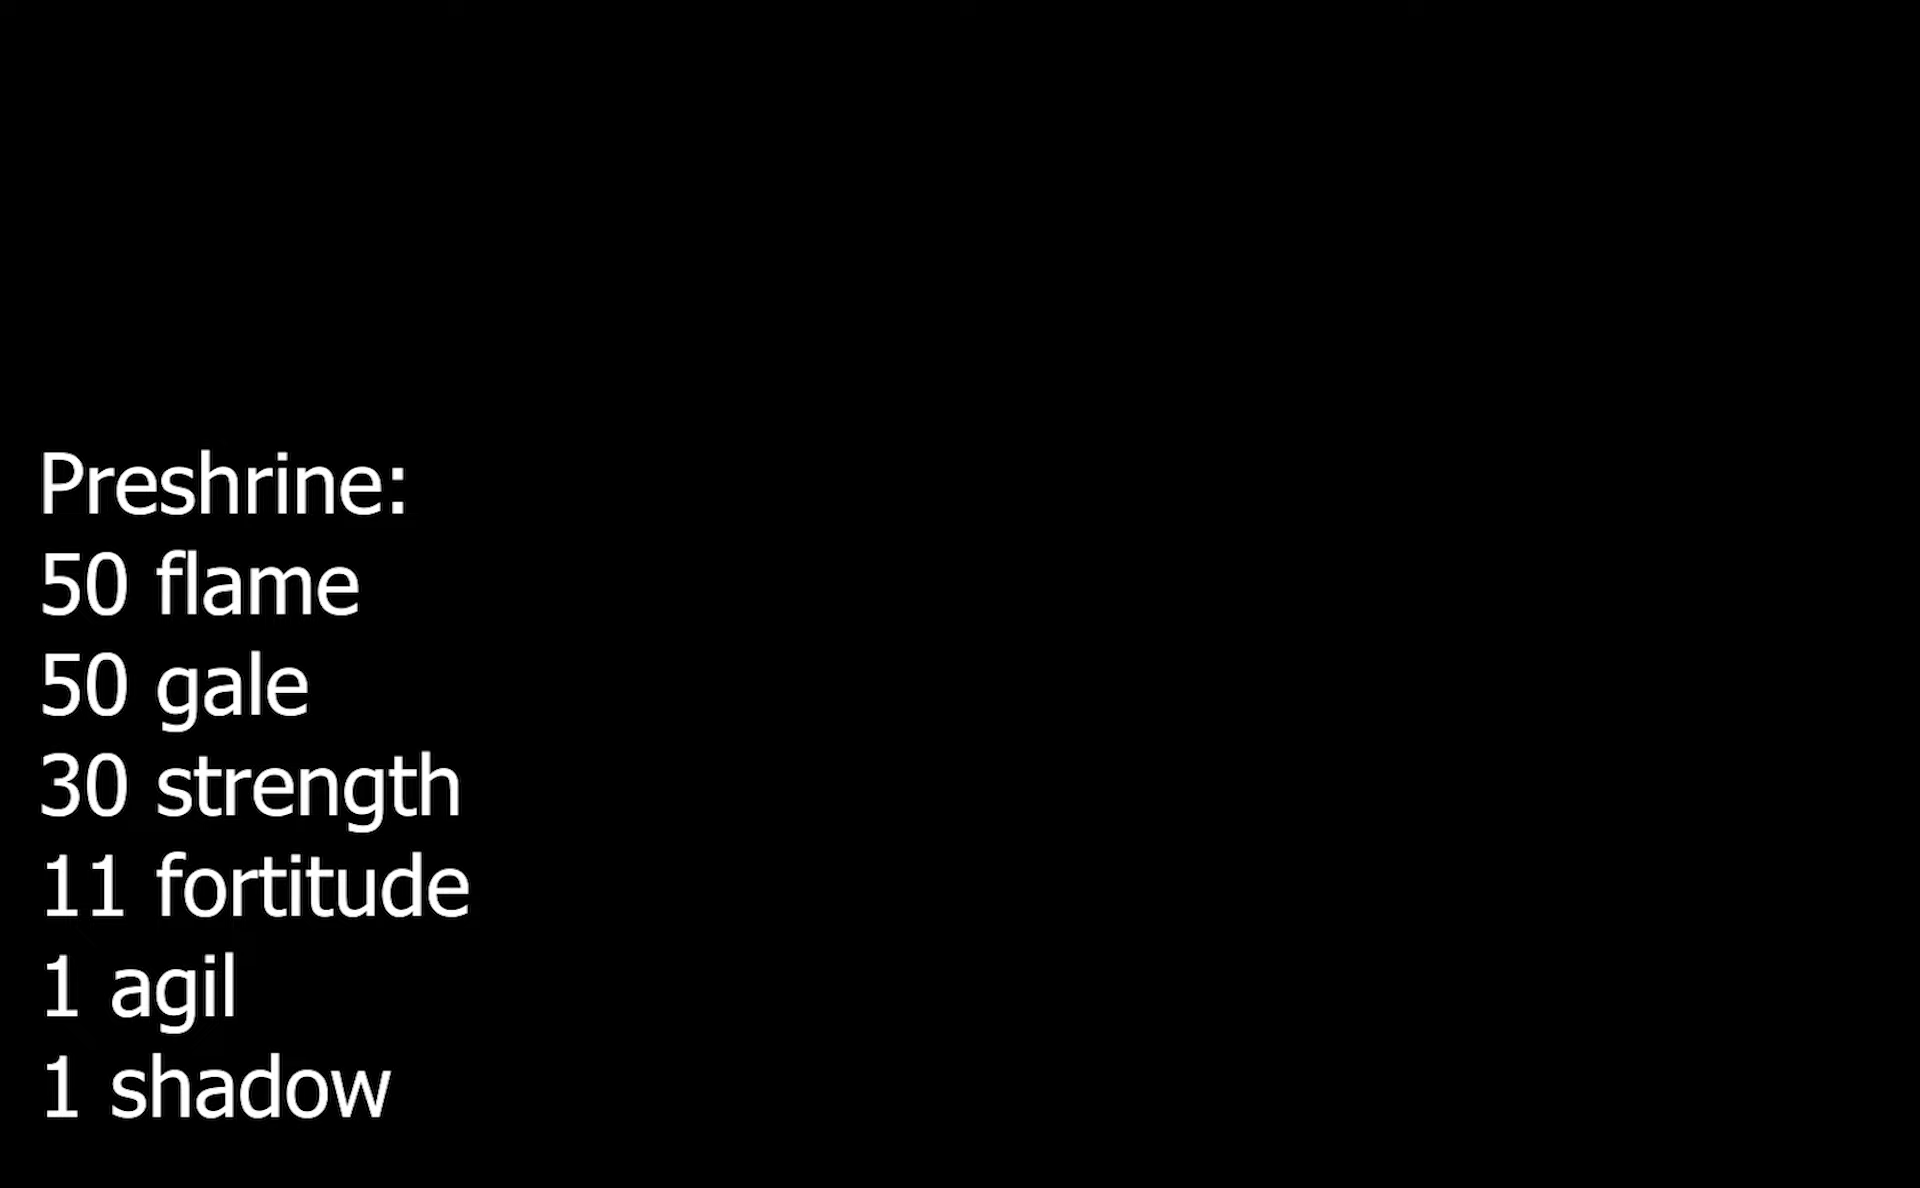 Preshrine:
50 flame
50 gale
30 strength
11 fortitude
1 agil
1 shadow